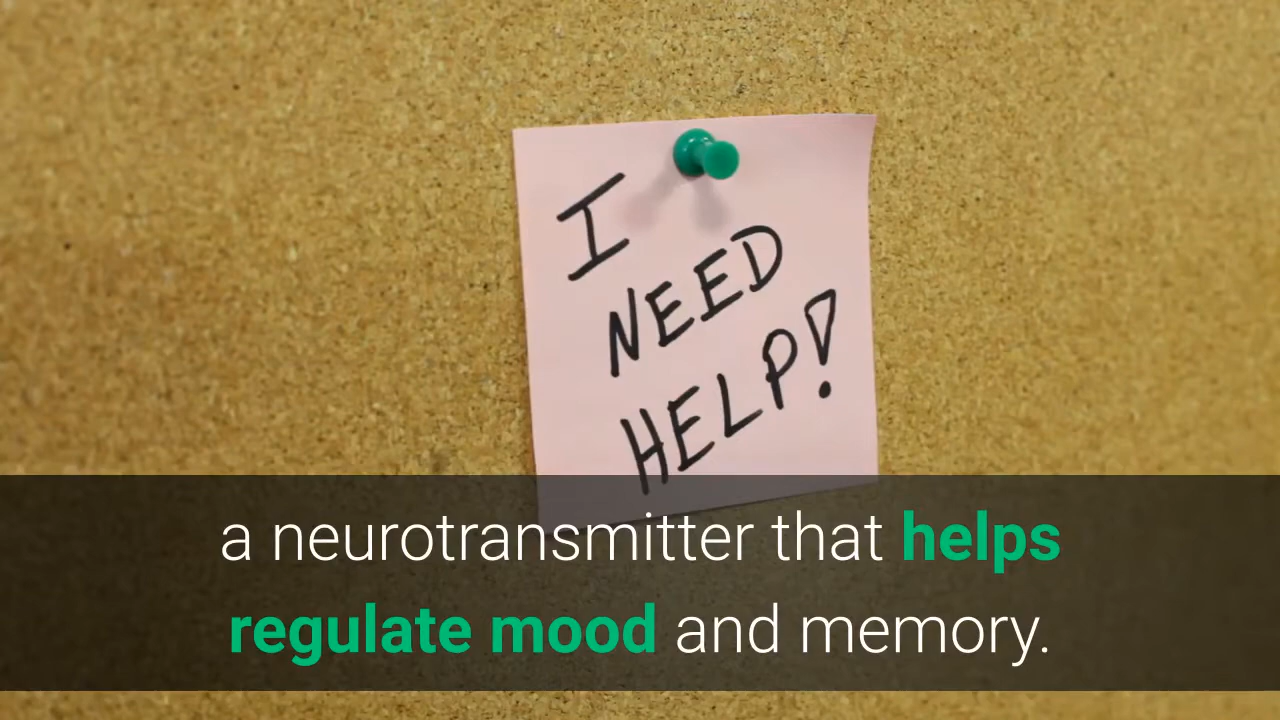 I
NEED
HELP!
a neurotransmitter that helps
regulate mood and memory.